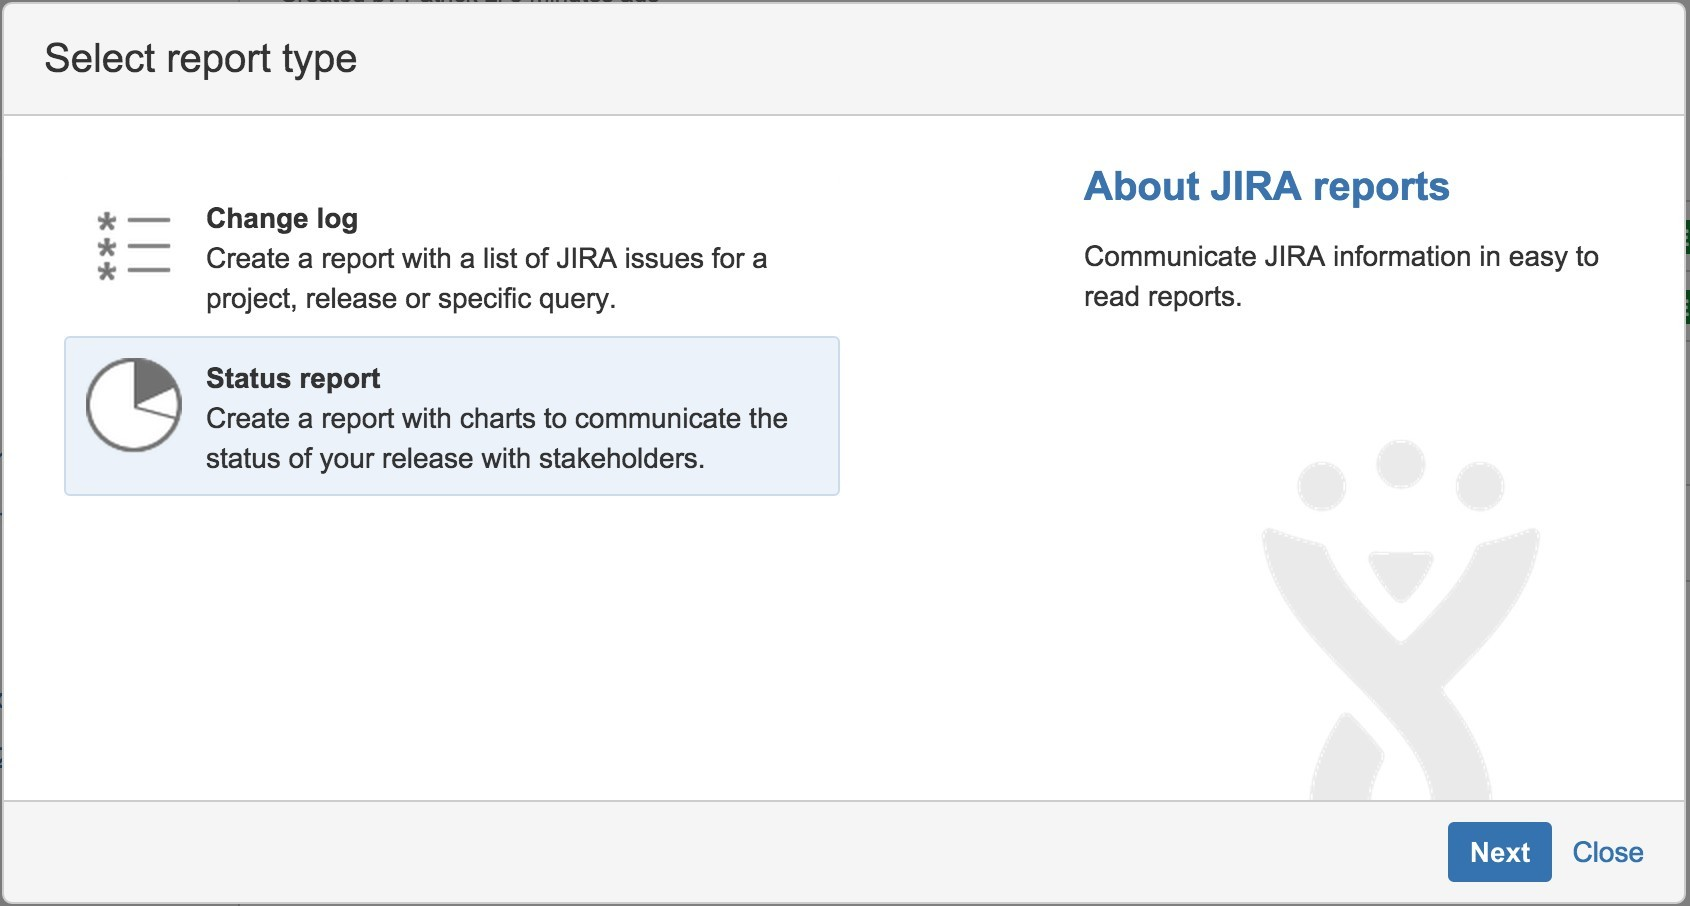 Select report type
Change log
Create a report with a list of JIRA issues for a
project, release or specific query.
Status report
Create a report with charts to communicate the
status of your release with stakeholders.
About JIRA reports
Communicate JIRA information in easy to
read reports.
Next
Close